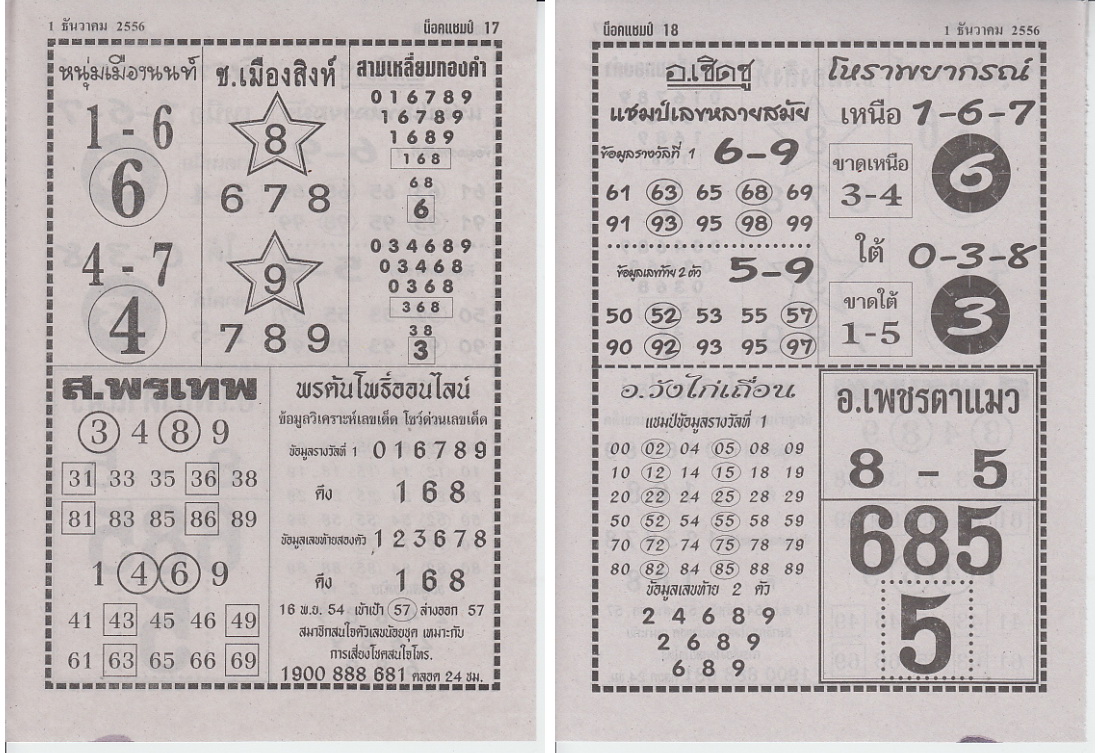 1 ธันวาคม 2556
น็อคแชมป์ 17
หนุ่มเมืองนนท์
1 - 6
6
4 - 7
4
ช.เมืองสิงห์
8
6 7 8
9
7 8 9
สามเหลี่ยมทองคำ
0 1 6 7 8 9
1 6 7 8 9
1 6 8 9
1 6 8
6 8
6
0 3 4 6 8 9
0 3 4 6 8
0 3 6 8
3 6 8
3 8
3
ส.พรเทพ
3 4 8 9
31 33 35 36 38
81 83 85 86 89
1 4 6 9
41 43 45 46 49
61 63 65 66 69
พรตันโพธิ์ออนไลน์
ข้อมูลวิเคราะห์เลขเด็ด โชว์ด่วนเลขเด็ด
ข้อมูลรางวัลที่ 1 0 1 6 7 8 9
ดึง 1 6 8
ข้อมูลเลขท้ายสองตัว 1 2 3 6 7 8
ดึง 1 6 8
16 พ.ย. 54 เข้าเป้า 57 ล่างออก 57
สมาชิกสนใจตัวเลขน้อยชุด เหมาะกับ
การเสี่ยงโชคสนใจโทร.
1900 888 681 ตลอด 24 ชม.
น็อคแชมป์ 18
1 ธันวาคม 2556
อ.เชิดชู
แชมป์เลขหลายสมัย
ข้อมูลรางวัลที่ 1 6-9
61 63 65 68 69
91 93 95 98 99
ข้อมูลเลขท้าย 2 ตัว 5-9
50 52 53 55 57
90 92 93 95 97
โหราพยากรณ์
เหนือ 1-6-7
ขาดเหนือ
3-4
6
ใต้ 0-3-8
ขาดใต้
1-5
3
อ.วังไก่เถื่อน
แชมป์ข้อมูลรางวัลที่ 1
00 02 04 05 08 09
10 12 14 15 18 19
20 22 24 25 28 29
50 52 54 55 58 59
70 72 74 75 78 79
80 82 84 85 88 89
ข้อมูลเลขท้าย 2 ตัว
2 4 6 8 9
2 6 8 9
6 8 9
อ.เพชรตาแมว
8 - 5
685
5